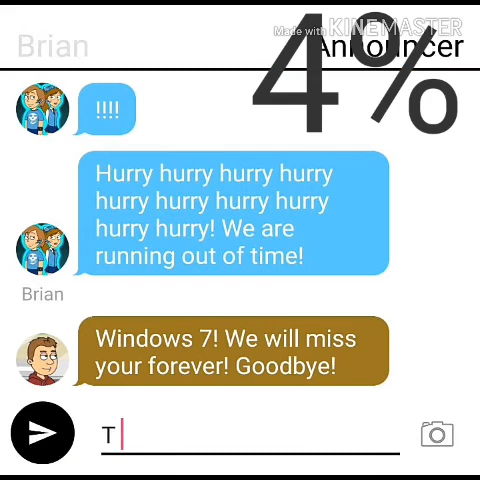 Made with KINEMASTER
Brian
Announcer
4%
!!!!
Hurry hurry hurry hurry
hurry hurry hurry hurry
hurry hurry! We are
running out of time!
Brian
Windows 7! We will miss
your forever! Goodbye!
T